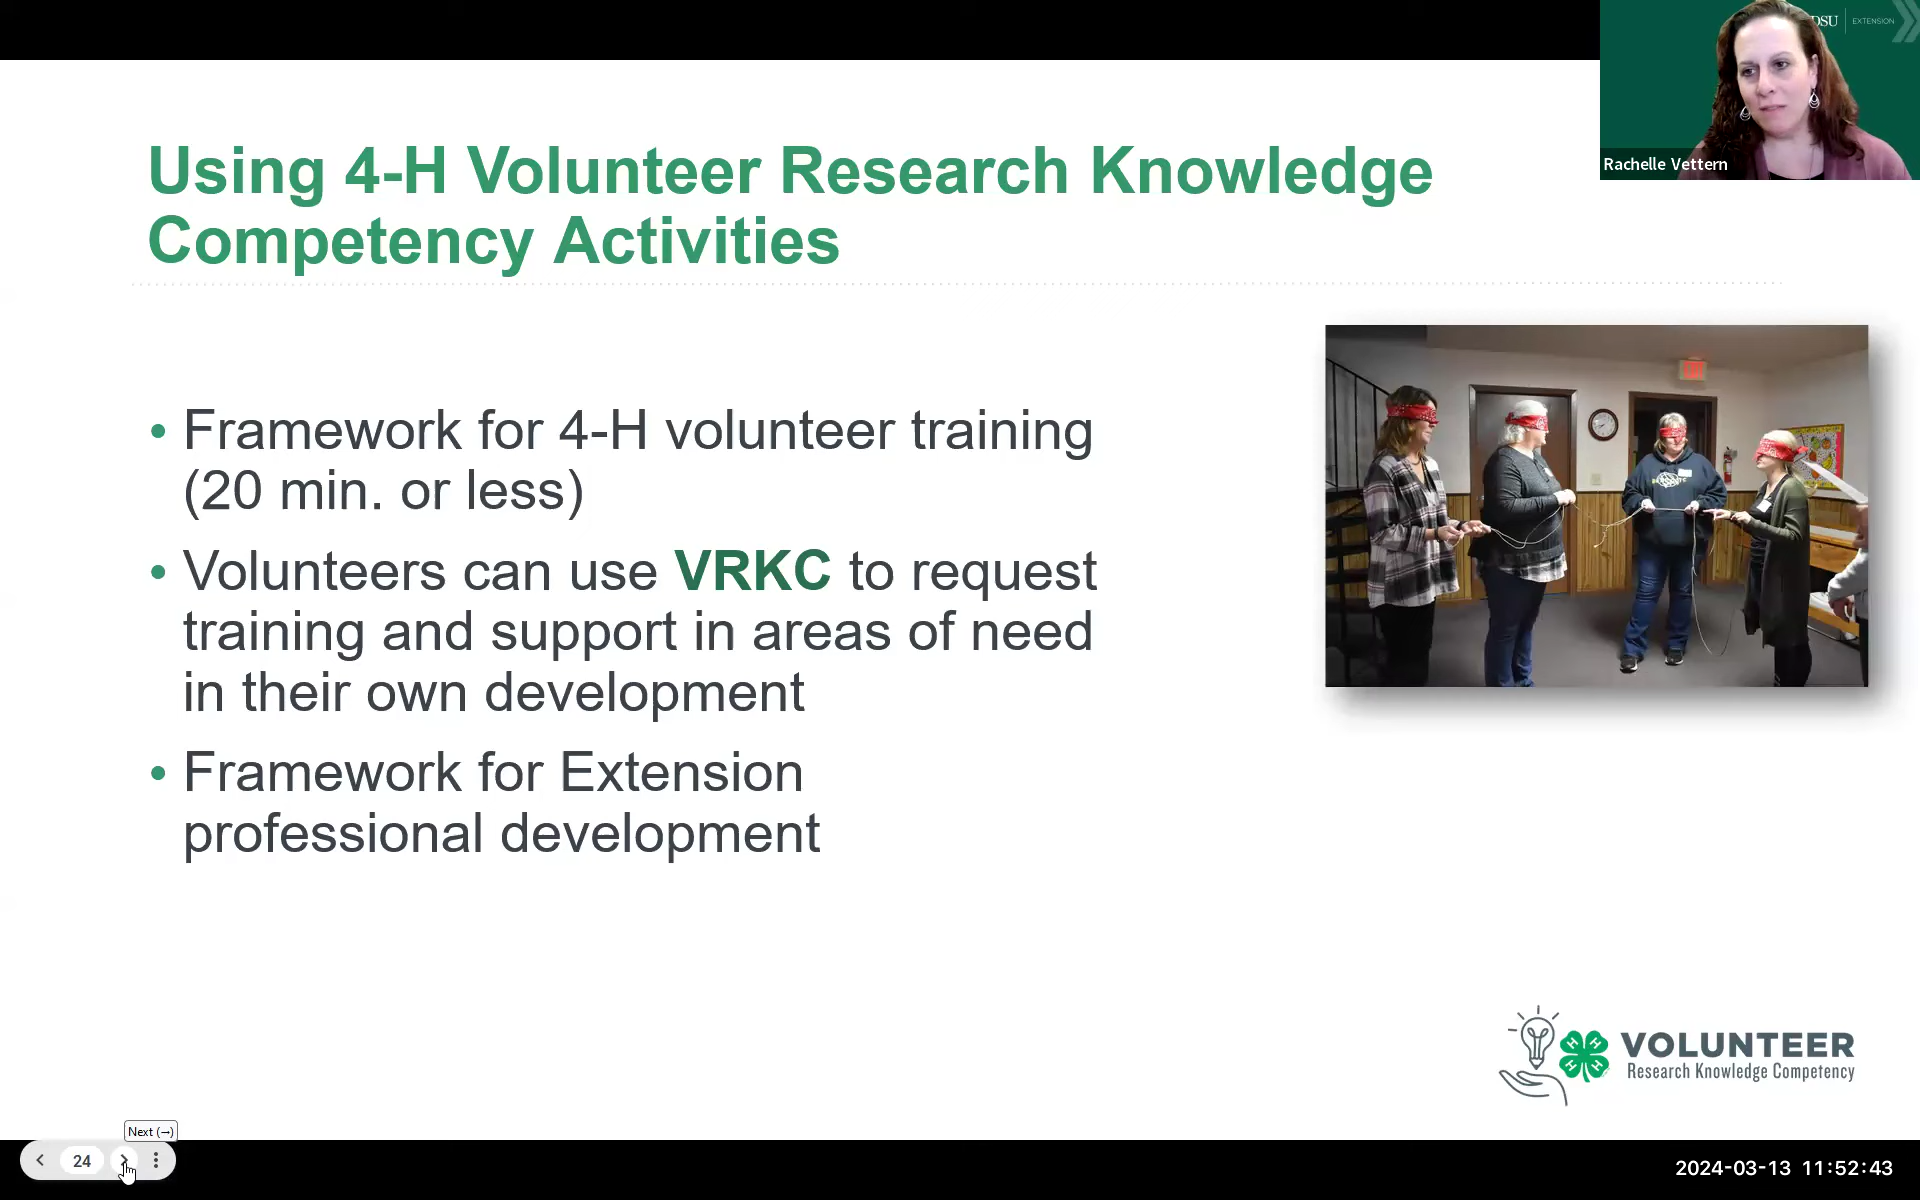 DSU EXTENSION
Rachelle Vettern
Using 4-H Volunteer Research Knowledge
Competency Activities
• Framework for 4-H volunteer training
(20 min. or less)
• Volunteers can use VRKC to request
training and support in areas of need
in their own development
• Framework for Extension
professional development
H H H H
VOLUNTEER
Research Knowledge Competency
Next (→)
24
2024-03-13 11:52:43